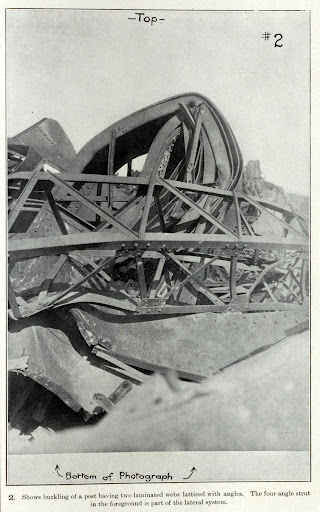 -Top-
#2
Bottom of Photograph
2. Shows buckling of a post having two laminated webs latticed with angles. The four-angle strut
in the foreground is part of the lateral system.